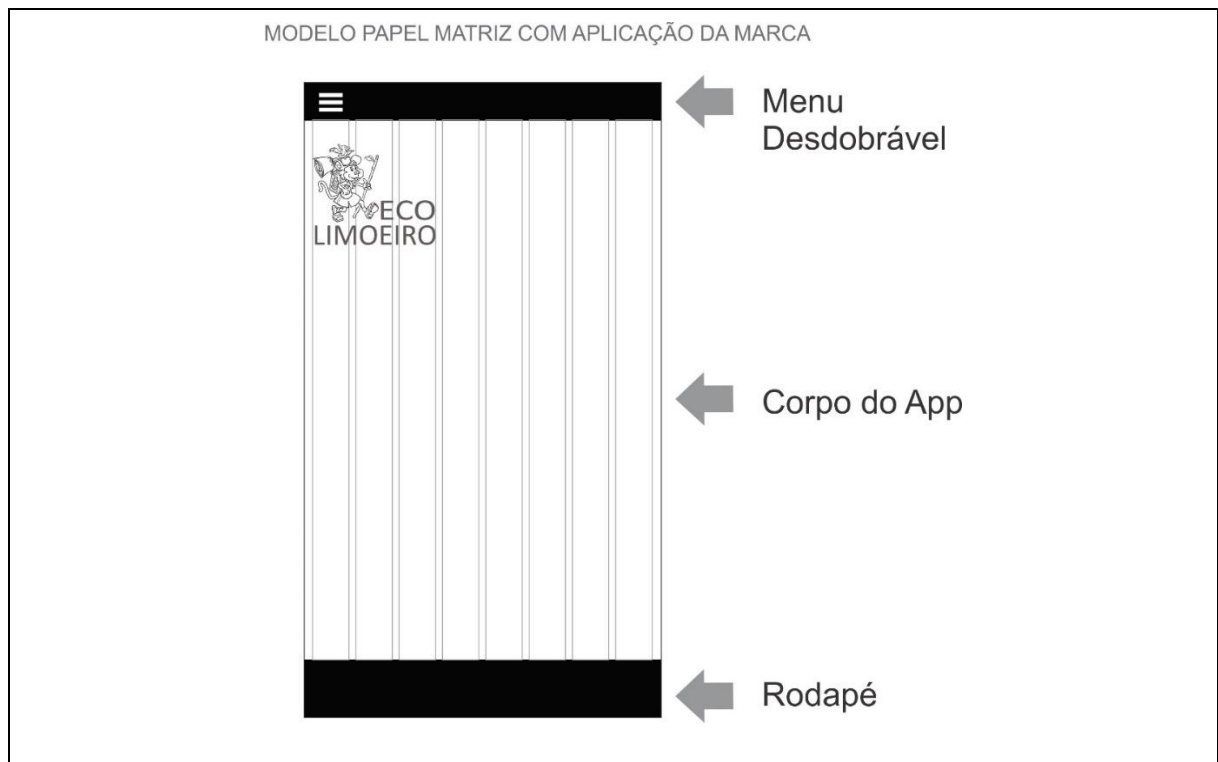 MODELO PAPEL MATRIZ COM APLICAÇÃO DA MARCA
Menu
Desdobrável
ECO
LIMOEIRO
Corpo do App
Rodapé